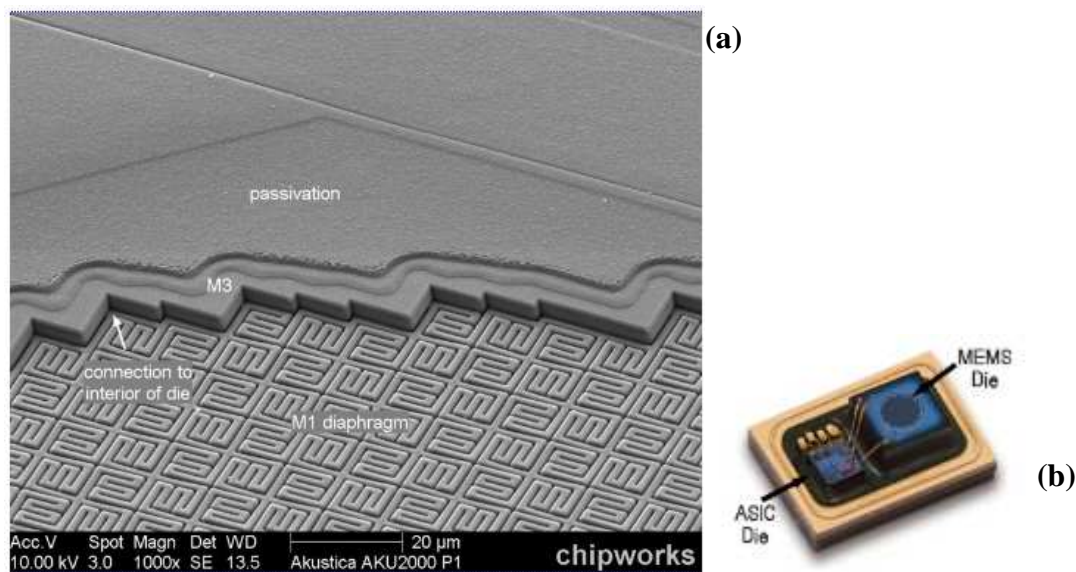 (a)
passivation
M3
connection to
interior of die
M1 diaphragm
Acc.V Spot Magn Det WD 20 µm
10.00 kV 3.0 1000x SE 13.5 Akustica AKU2000 P1 chipworks
MEMS
Die
ASIC
Die
(b)